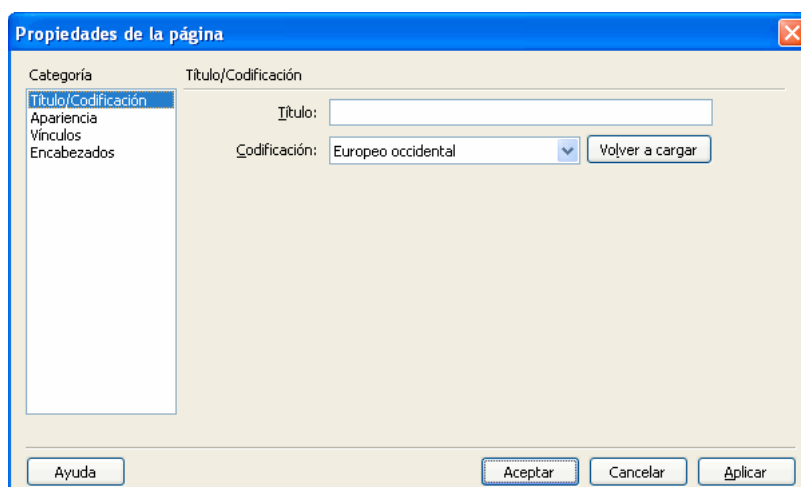 Propiedades de la página
Categoría
Título/Codificación
Título/Codificación
Apariencia
Vínculos
Encabezados
Título:
Codificación: Europeo occidental Volver a cargar
Ayuda Aceptar Cancelar Aplicar